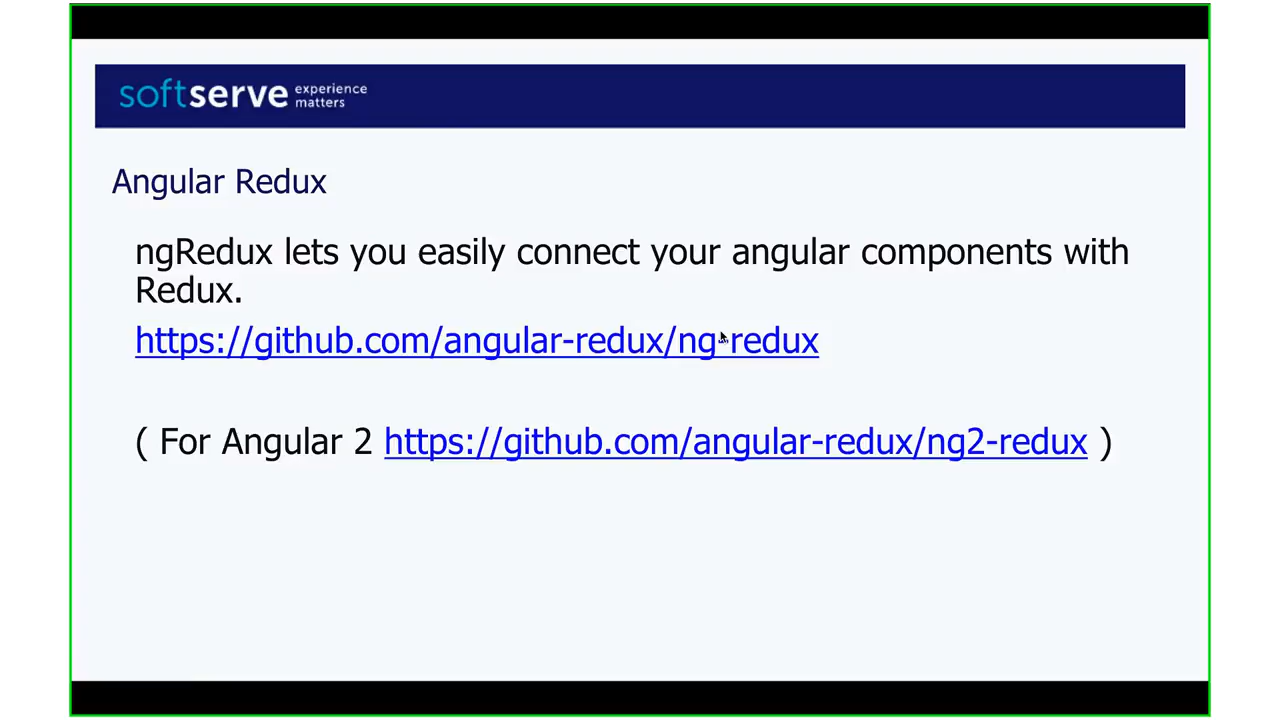 softserve experience matters
Angular Redux
ngRedux lets you easily connect your angular components with
Redux.
https://github.com/angular-redux/ng-redux
( For Angular 2 https://github.com/angular-redux/ng2-redux )